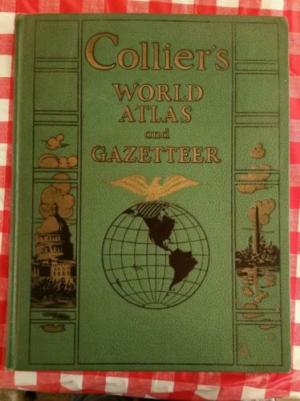 Collier's
WORLD
ATLAS
and
GAZETTEER